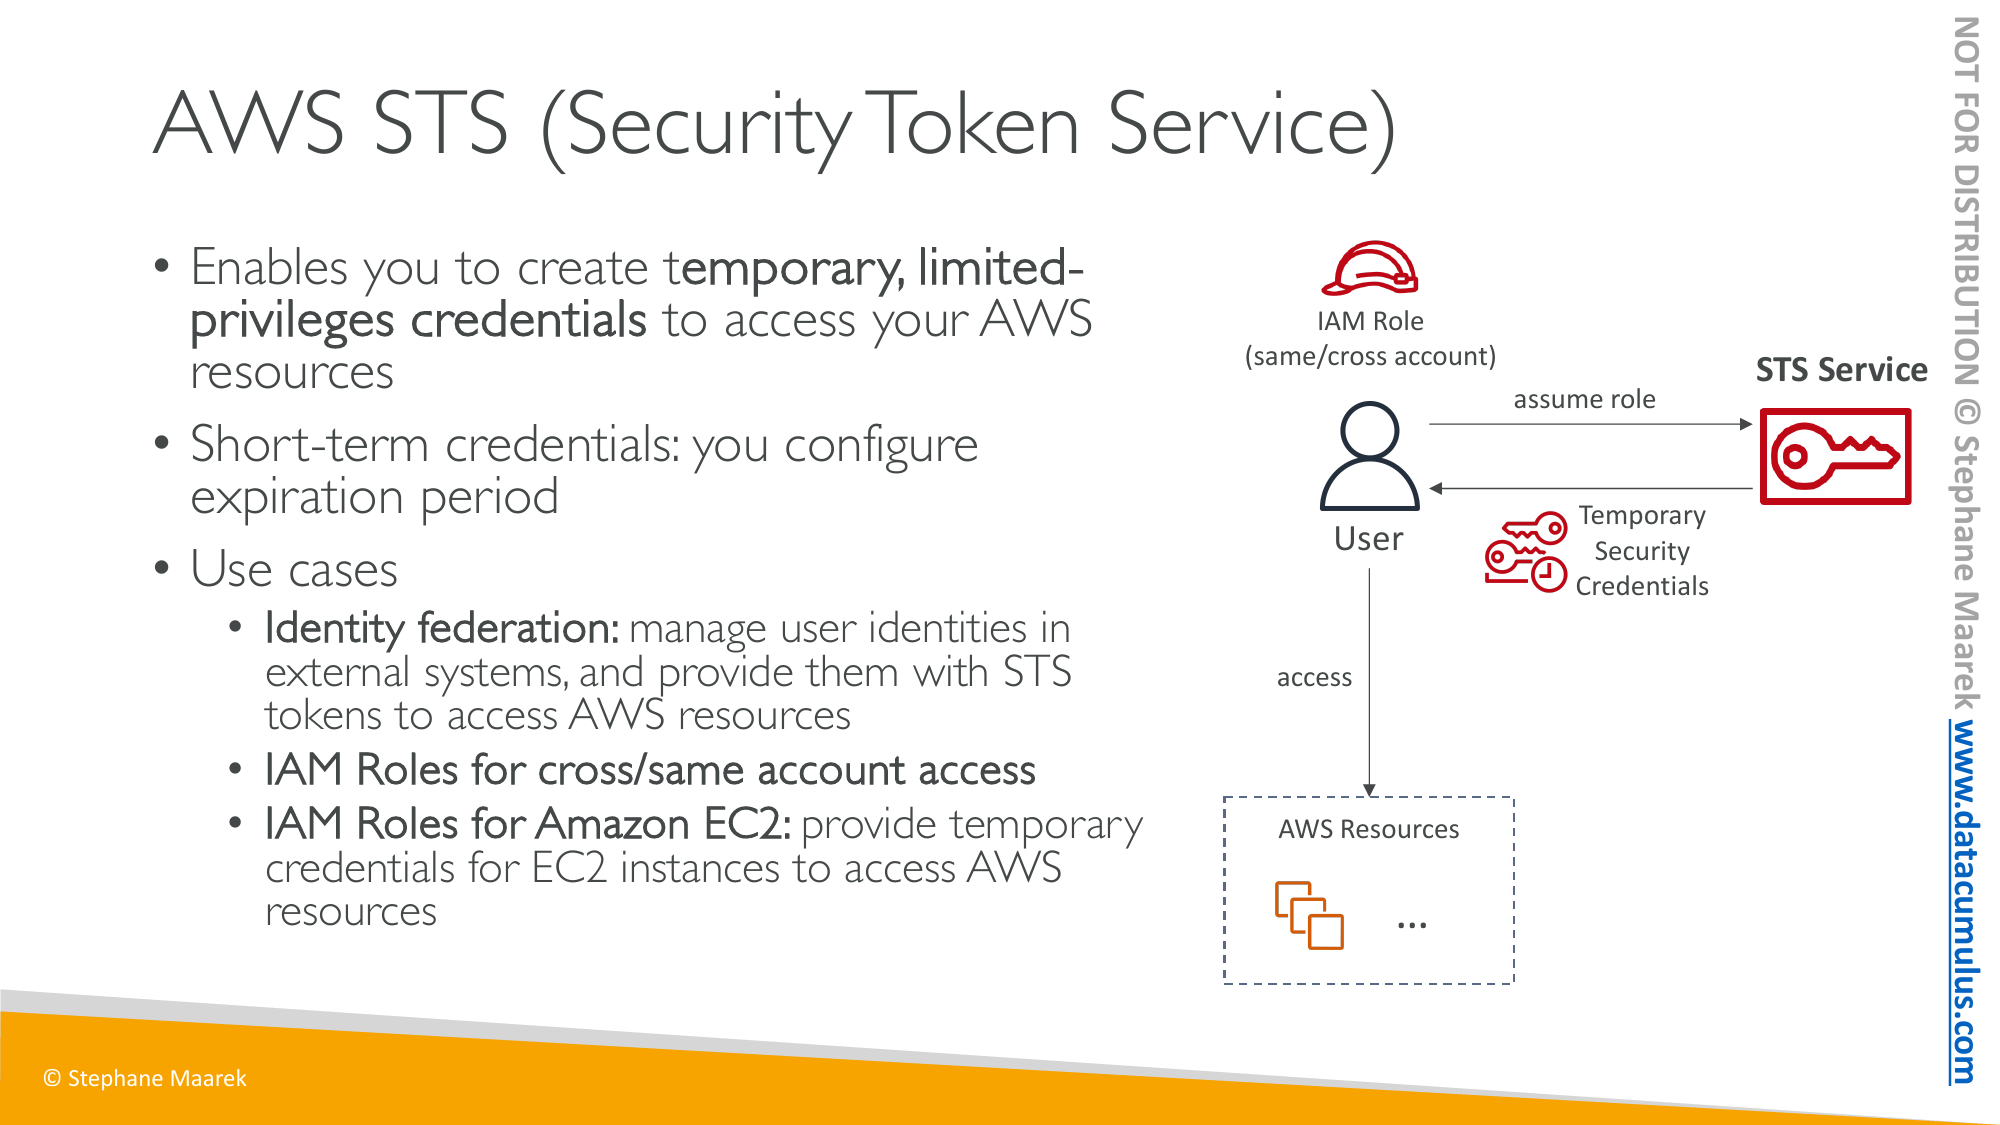 AWS STS (Security Token Service)
• Enables you to create temporary, limited-
privileges credentials to access your AWS
resources
• Short-term credentials: you configure
expiration period
• Use cases
• Identity federation: manage user identities in
external systems, and provide them with STS
tokens to access AWS resources
• IAM Roles for cross/same account access
• IAM Roles for Amazon EC2: provide temporary
credentials for EC2 instances to access AWS
resources
IAM Role
(same/cross account)
STS Service
assume role
User
Temporary
Security
Credentials
access
AWS Resources
...
© Stephane Maarek
NOT FOR DISTRIBUTION © Stephane Maarek www.datacumulus.com